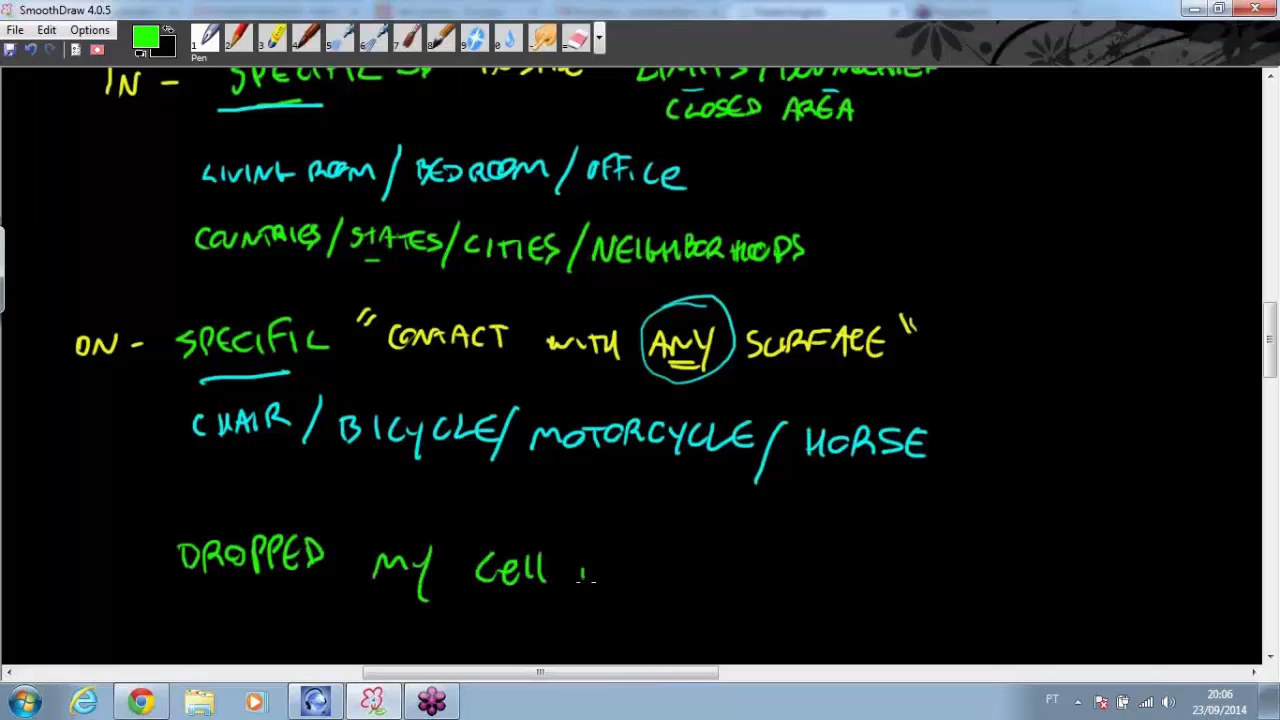 SmoothDraw 4.0.5
File Edit Options
Pen
IN - SPECIFIC
CLOSED AREA
LIVING ROOM / BEDROOM / OFFICE
COUNTRIES / STATES / CITIES / NEIGHBORHOODS
ON - SPECIFIC "CONTACT WITH ANY SURFACE"
CHAIR / BICYCLE / MOTORCYCLE / HORSE
DROPPED MY Cell
PT 20:06
23/09/2014